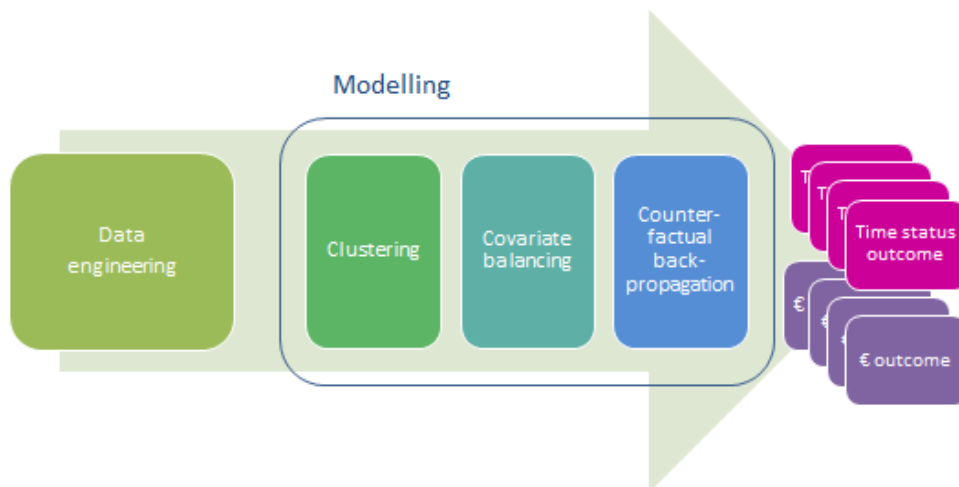 Modelling
Data
engineering
Clustering
Covariate
balancing
Counter-
factual
back-
propagation
T
T
T
Time status
outcome
€
€ outcome